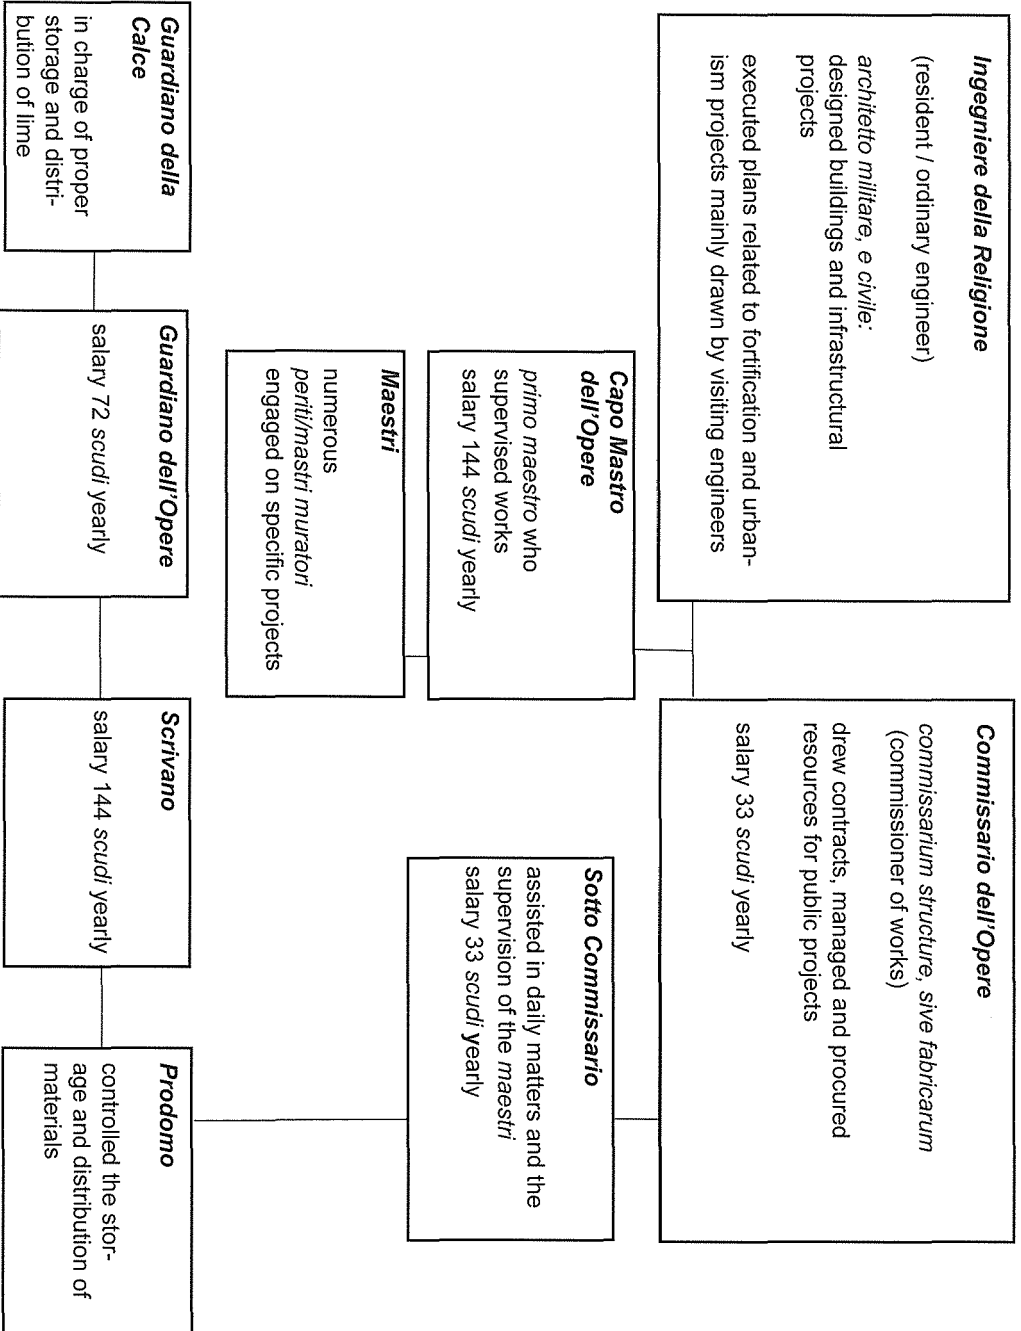 Ingegniere della Religione
(resident / ordinary engineer)
architetto militare, e civile:
designed buildings and infrastructural
projects
executed plans related to fortification and urban-
ism projects mainly drawn by visiting engineers
Commissario dell'Opere
commissarium structure, sive fabricarum
(commissioner of works)
drew contracts, managed and procured
resources for public projects
salary 33 scudi yearly
Capo Mastro
dell'Opere
primo maestro who
supervised works
salary 144 scudi yearly
Sotto Commissario
assisted in daily matters and the
supervision of the maestri
salary 33 scudi yearly
Maestri
numerous
periti/mastri muratori
engaged on specific projects
Guardiano della
Calce
in charge of proper
storage and distri-
bution of lime
Guardiano dell'Opere
salary 72 scudi yearly
Scrivano
salary 144 scudi yearly
Prodomo
controlled the stor-
age and distribution of
materials